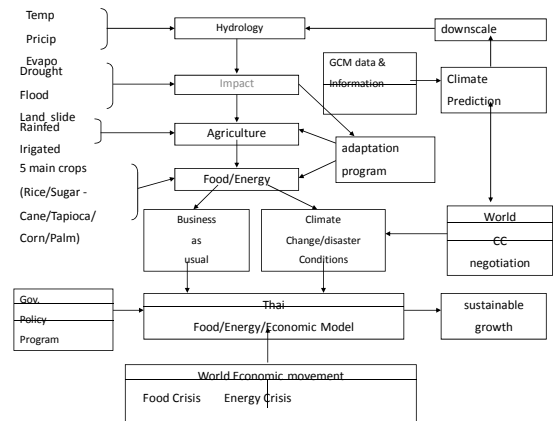 Temp
Pricip
Evapo
Drought
Flood
Land slide
Rainfed
Irrigated
5 main crops
(Rice/Sugar -
Cane/Tapioca/
Corn/Palm)
Hydrology
Impact
Agriculture
Food/Energy
GCM data &
Information
downscale
Climate
Prediction
adaptation
program
Business
as
usual
Climate
Change/disaster
Conditions
World
CC
negotiation
Gov.
Policy
Program
Thai
Food/Energy/Economic Model
sustainable
growth
World Economic movement
Food Crisis Energy Crisis